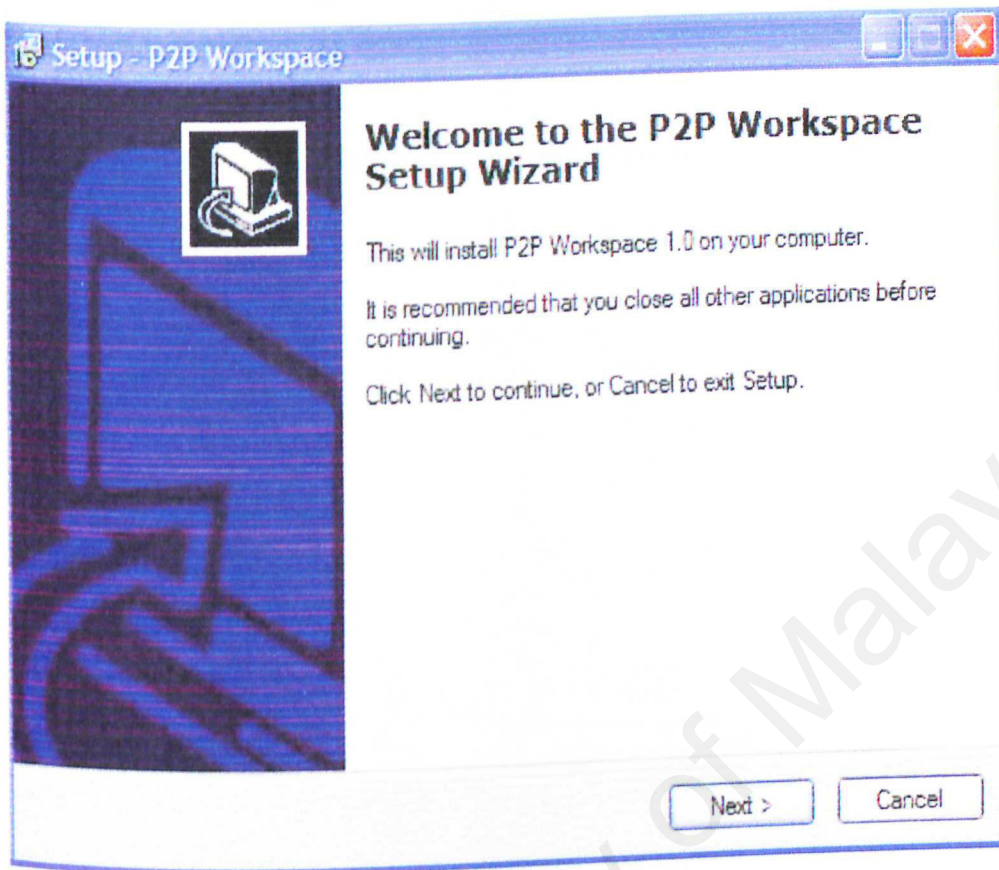 Setup - P2P Workspace
Welcome to the P2P Workspace
Setup Wizard
This will install P2P Workspace 1.0 on your computer.
It is recommended that you close all other applications before
continuing.
Click Next to continue, or Cancel to exit Setup.
Next >
Cancel
of Malay